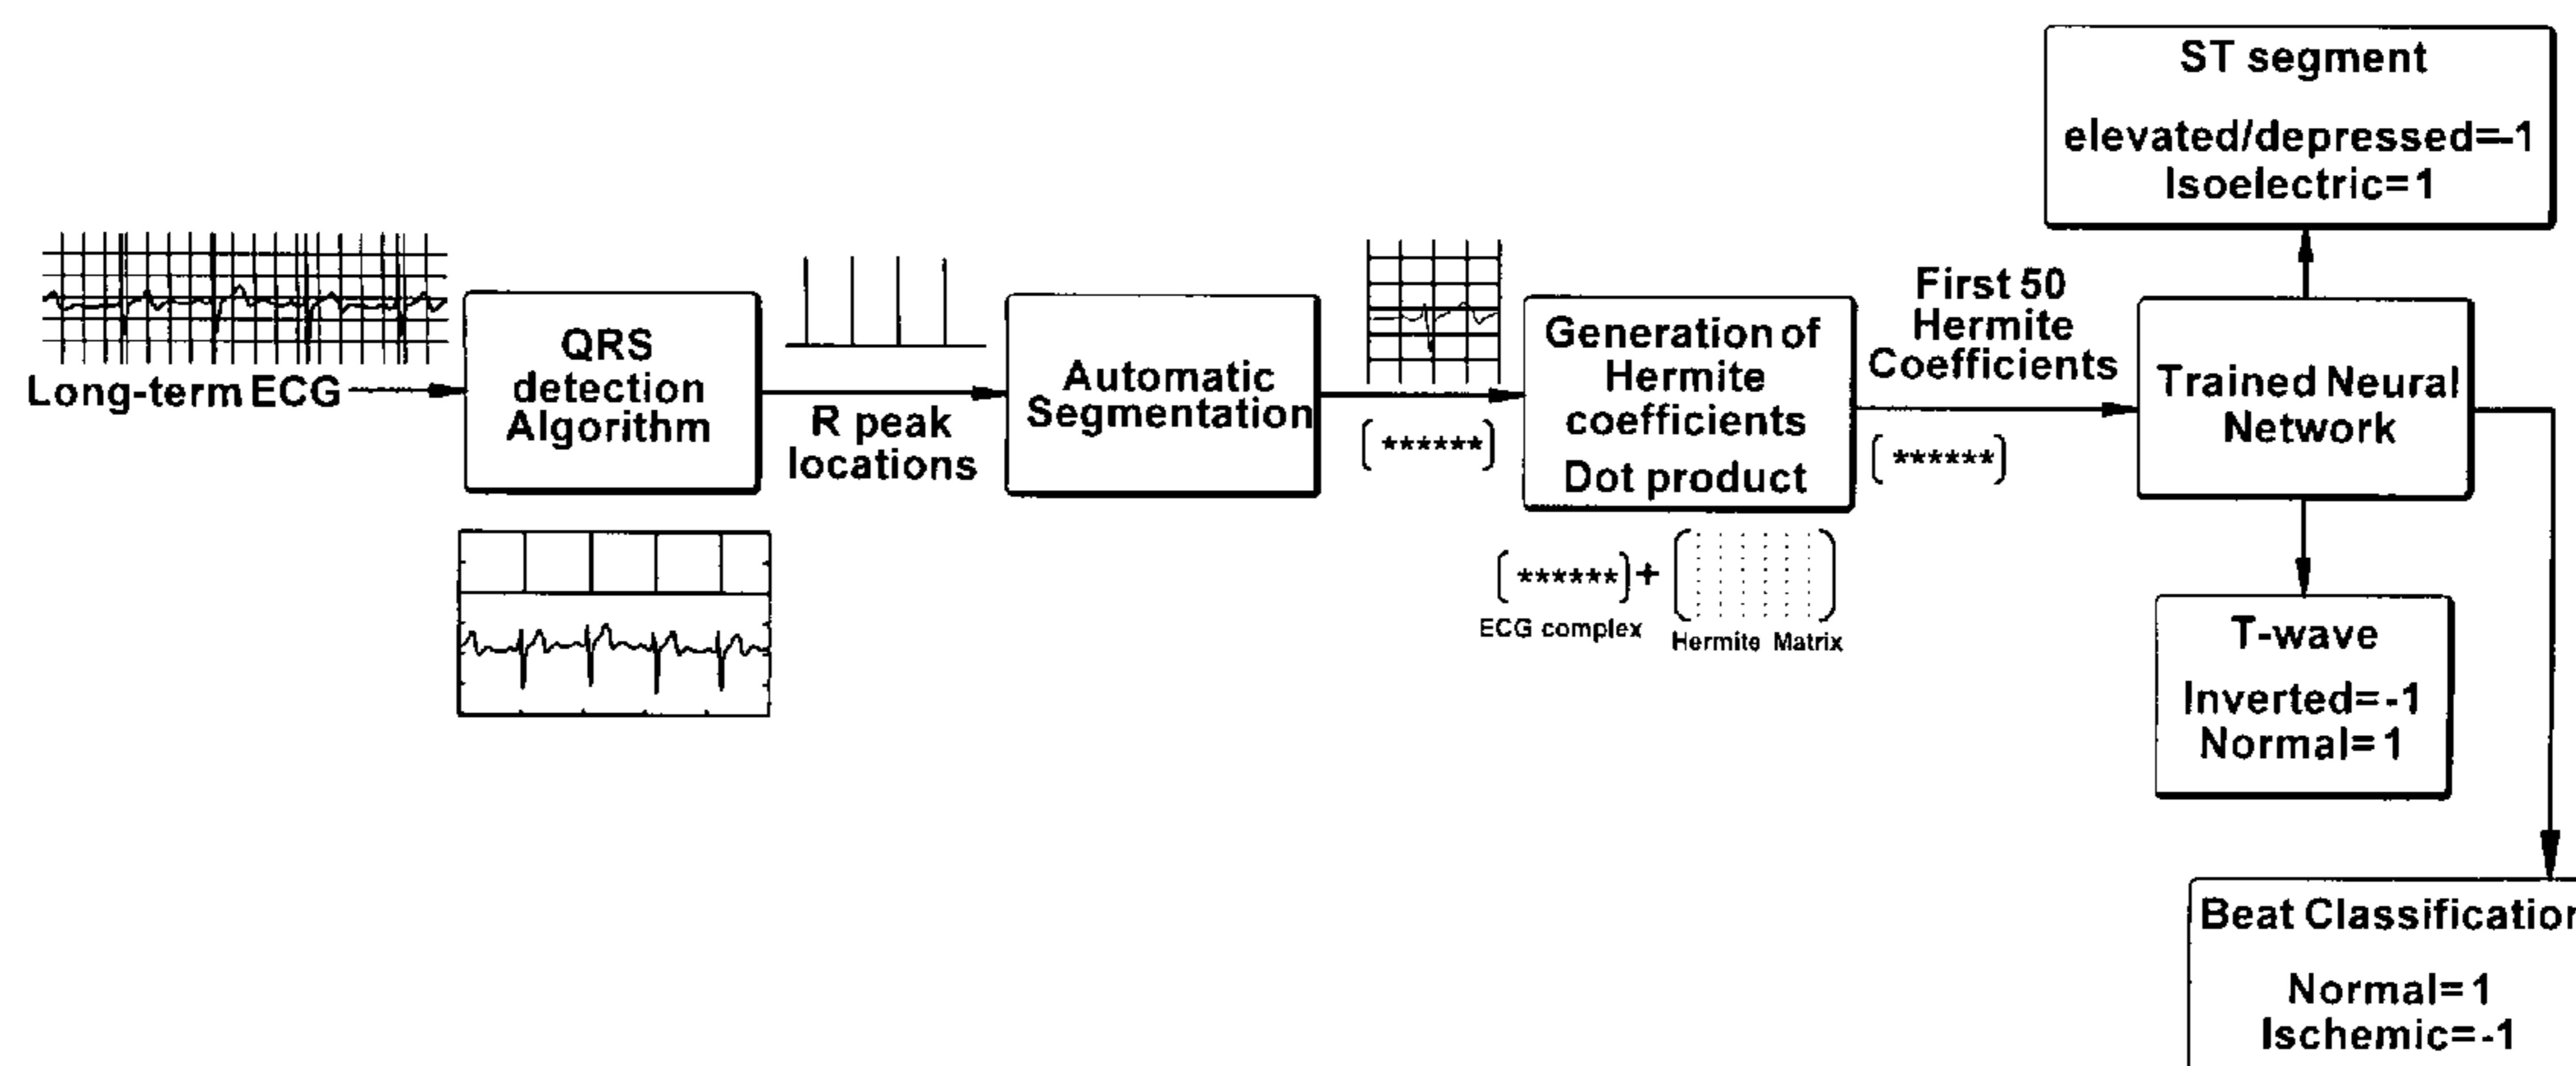 Long-term ECG
QRS
detection
Algorithm
R peak
locations
Automatic
Segmentation
[ ****** ]
Generation of
Hermite
coefficients
Dot product
[ ****** ] +
ECG complex
Hermite Matrix
First 50
Hermite
Coefficients
[ ****** ]
Trained Neural
Network
ST segment
elevated/depressed=-1
Isoelectric=1
T-wave
Inverted=-1
Normal=1
Beat Classification
Normal=1
Ischemic=-1